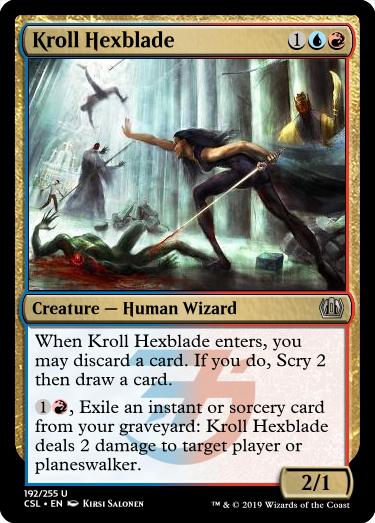 Kroll Hexblade 1
Creature — Human Wizard
When Kroll Hexblade enters, you
may discard a card. If you do, Scry 2
then draw a card.
1 , Exile an instant or sorcery card
from your graveyard: Kroll Hexblade
deals 2 damage to target player or
planeswalker.
2/1
192/255 U
CSL • EN Kirsi Salonen ™ & © 2019 Wizards of the Coast